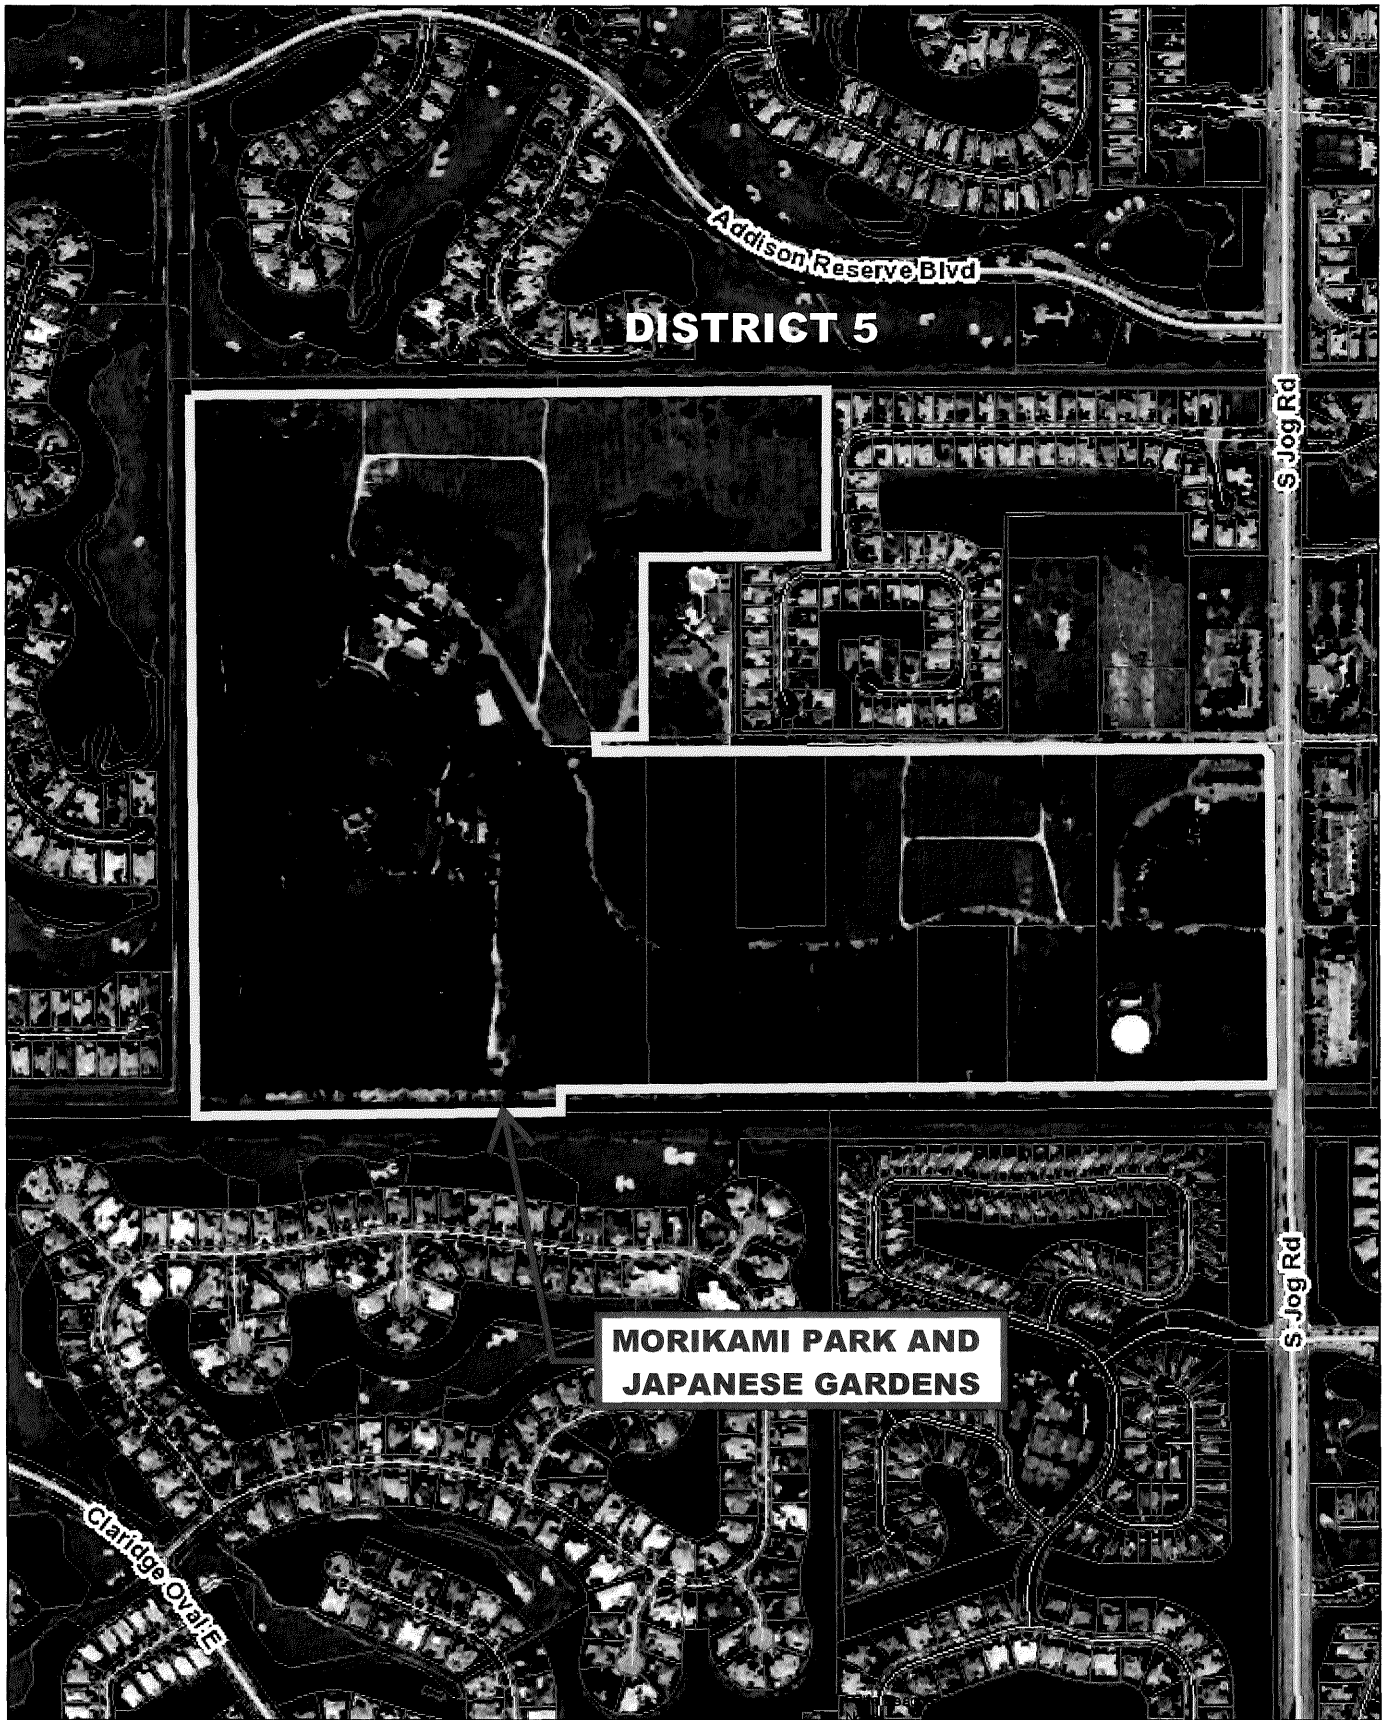 Addison Reserve Blvd
DISTRICT 5
S Jog Rd
S Jog Rd
MORIKAMI PARK AND
JAPANESE GARDENS
Claridge Oval E